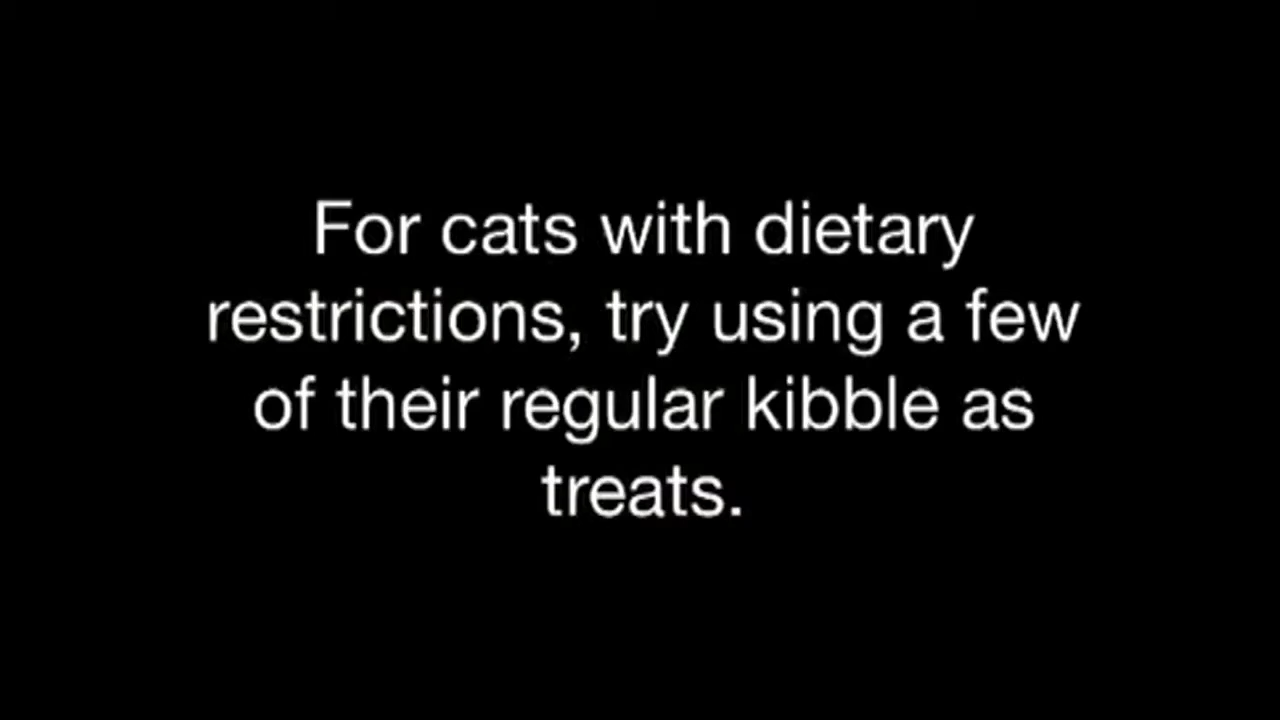 For cats with dietary
restrictions, try using a few
of their regular kibble as
treats.